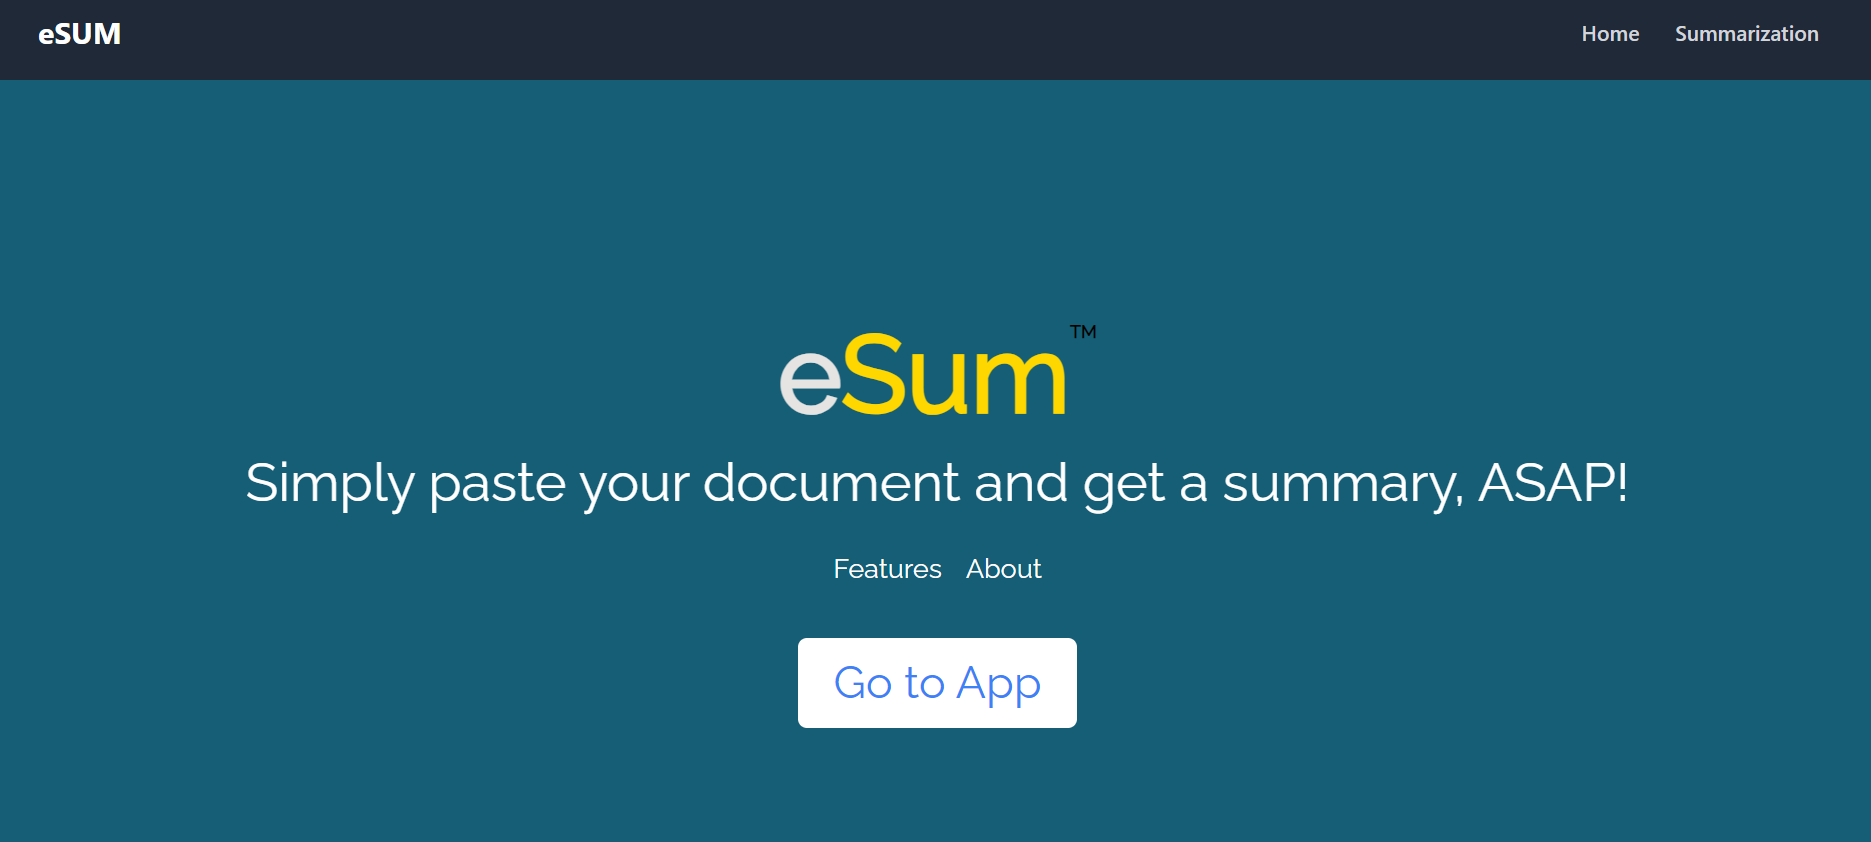 eSUM Home Summarization
eSum™
Simply paste your document and get a summary, ASAP!
Features About
Go to App